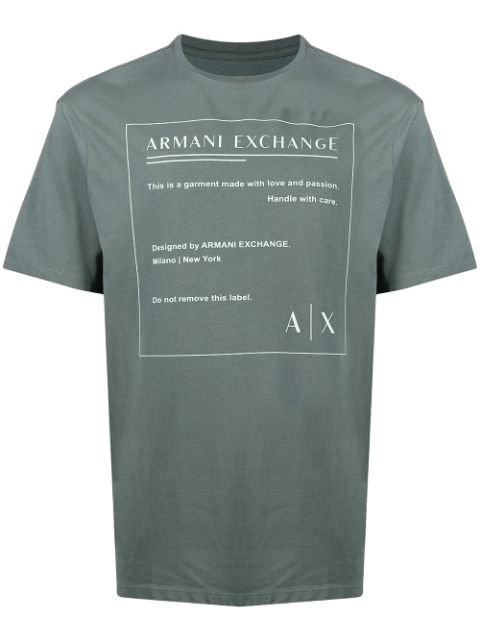 ARMANI EXCHANGE
This is a garment made with love and passion.
Handle with care.
Designed by ARMANI EXCHANGE.
Milano | New York
Do not remove this label.
A|X